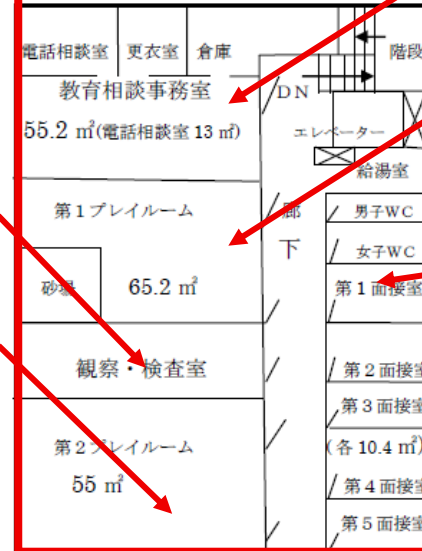 電話相談室 更衣室 倉庫 階段
教育相談事務室
DN
55.2 ㎡(電話相談室 13 ㎡)
エレベーター
給湯室
第1プレイルーム
廊下
男子WC
女子WC
砂場 65.2 ㎡
第1面接室
観察・検査室
第2面接室
第3面接室
第2プレイルーム
(各 10.4 ㎡)
55 ㎡
第4面接室
第5面接室